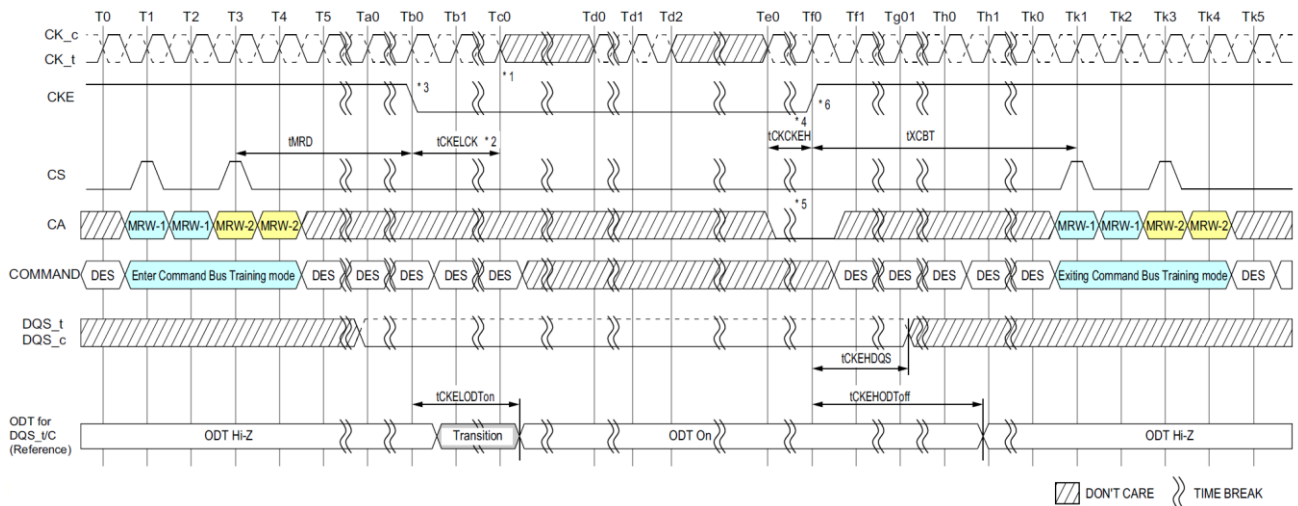 T0 T1 T2 T3 T4 T5 Ta0 Tb0 Tb1 Tc0 Td0 Td1 Td2 Te0 Tf0 Tf1 Tg01 Th0 Th1 Tk0 Tk1 Tk2 Tk3 Tk4 Tk5
CK_c
CK_t
* 1
CKE * 3 * 6
* 4
tMRD tCKELCK * 2 tCKCKEH tXCBT
CS
* 5
CA MRW-1 MRW-1 MRW-2 MRW-2 MRW-1 MRW-1 MRW-2 MRW-2
COMMAND DES Enter Command Bus Training mode DES DES DES DES DES DES DES DES DES DES Exiting Command Bus Training mode DES
DQS_t
DQS_c
tCKEHDQS
tCKELODTon tCKEHODToff
ODT for
DQS_t/C
(Reference)
ODT Hi-Z Transition ODT On ODT Hi-Z
DON'T CARE TIME BREAK